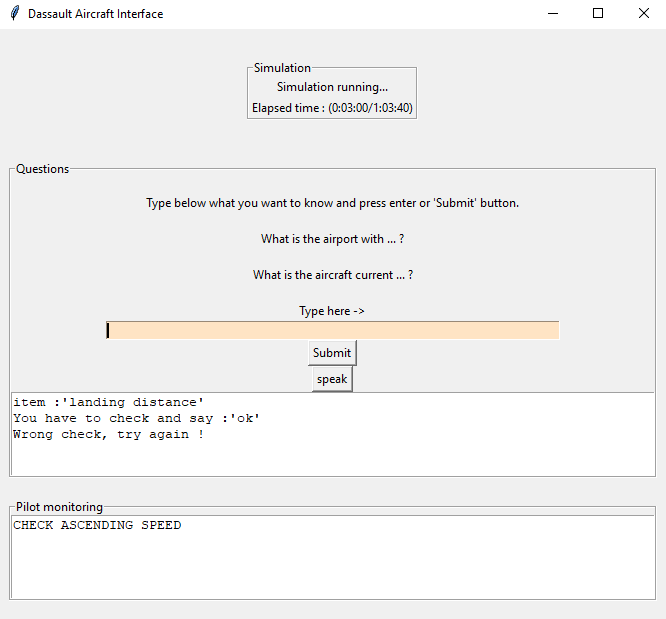 Dassault Aircraft Interface
Simulation
Simulation running...
Elapsed time : (0:03:00/1:03:40)
Questions
Type below what you want to know and press enter or 'Submit' button.
What is the airport with ... ?
What is the aircraft current ... ?
Type here ->
Submit
speak
item :'landing distance'
You have to check and say :'ok'
Wrong check, try again !
Pilot monitoring
CHECK ASCENDING SPEED